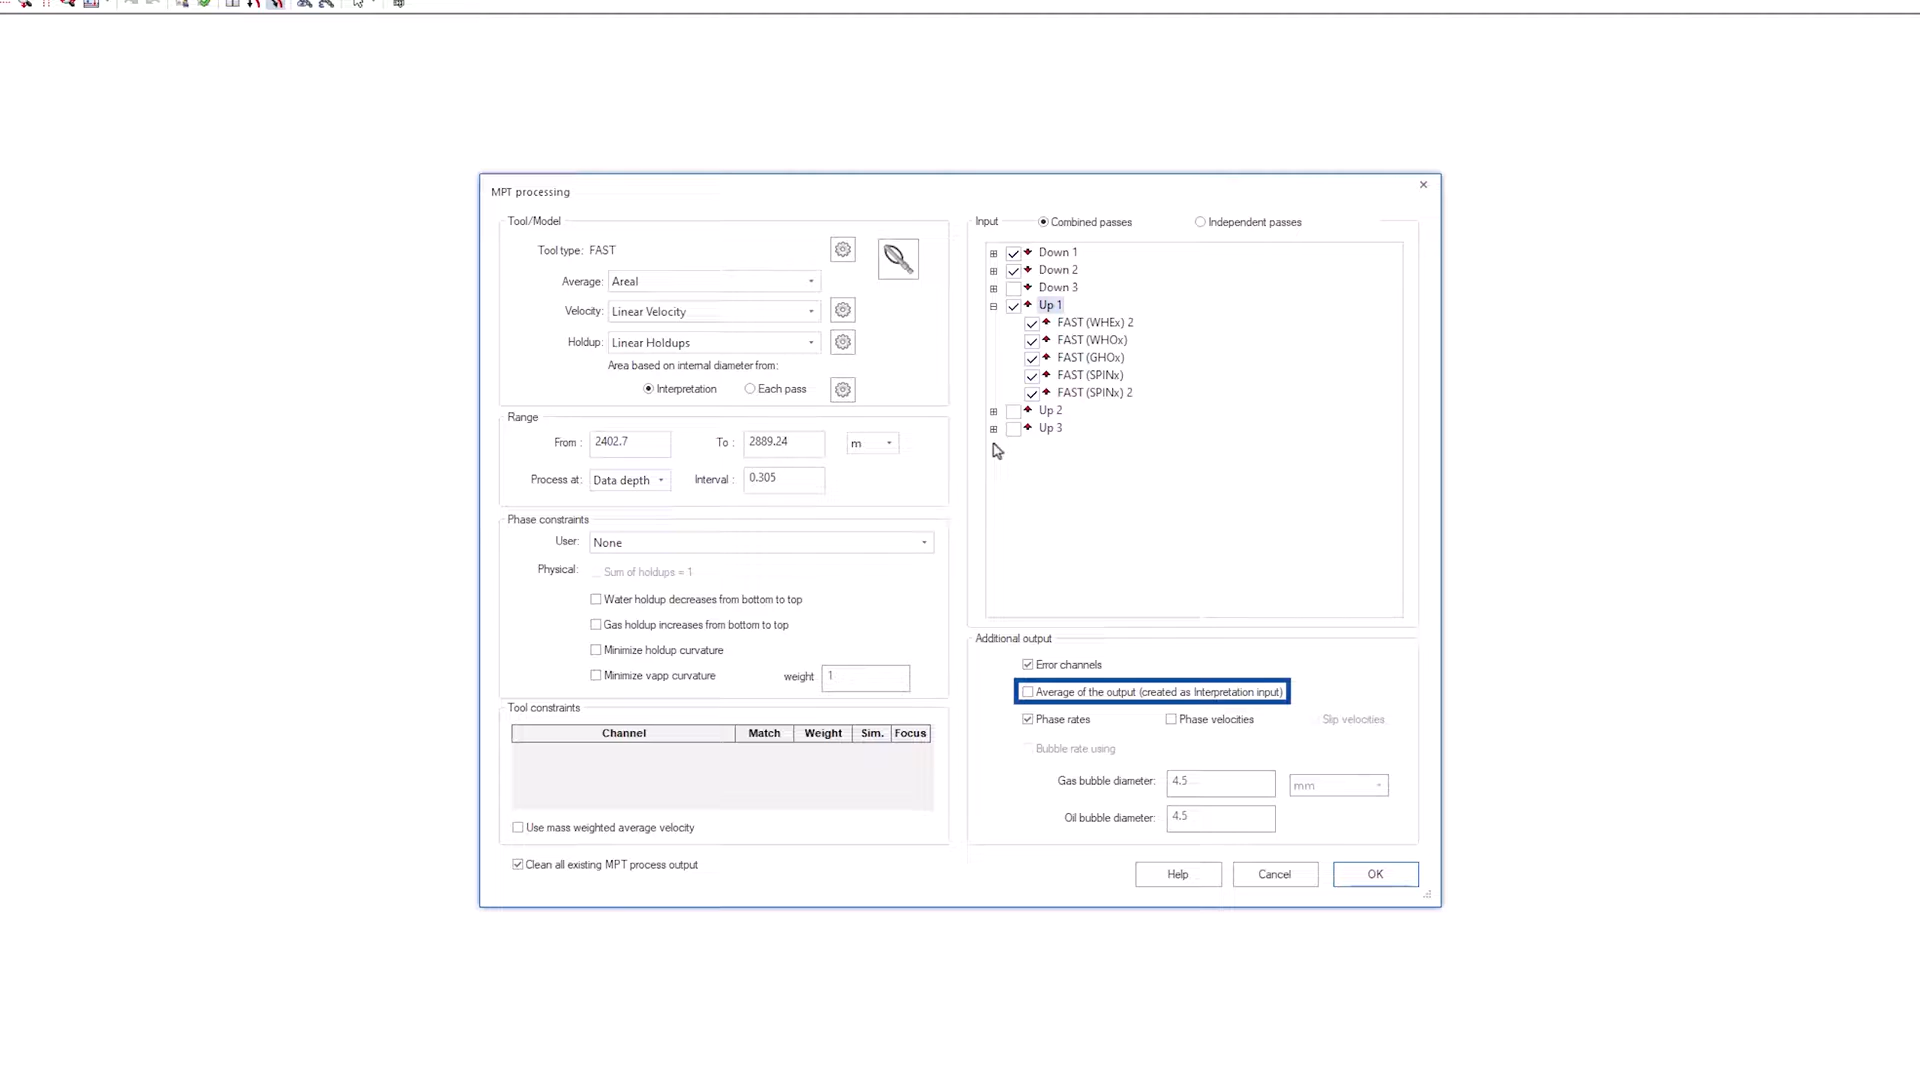 MPT processing
Tool/Model
Tool type: FAST
Average: Areal
Velocity: Linear Velocity
Holdup: Linear Holdups
Area based on internal diameter from:
Interpretation Each pass
Range
From : 2402.7 To : 2889.24 m
Process at: Data depth Interval : 0.305
Phase constraints
User: None
Physical: Sum of holdups = 1
Water holdup decreases from bottom to top
Gas holdup increases from bottom to top
Minimize holdup curvature
Minimize vapp curvature weight 1
Tool constraints
Channel Match Weight Sim. Focus
Use mass weighted average velocity
Clean all existing MPT process output
Input Combined passes Independent passes
Down 1
Down 2
Down 3
Up 1
FAST (WHEx) 2
FAST (WHOx)
FAST (GHOx)
FAST (SPINx)
FAST (SPINx) 2
Up 2
Up 3
Additional output
Error channels
Average of the output (created as Interpretation input)
Phase rates Phase velocities Slip velocities
Bubble rate using
Gas bubble diameter: 4.5 mm
Oil bubble diameter: 4.5
Help Cancel OK